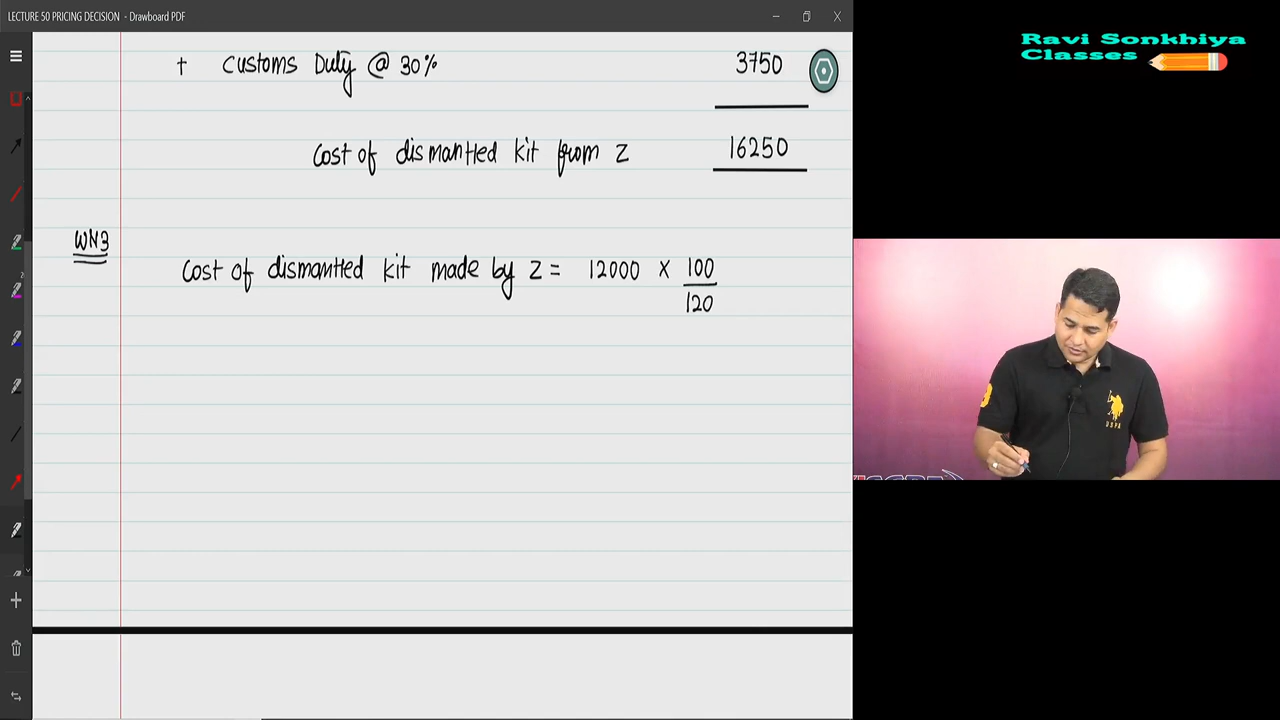 LECTURE 50 PRICING DECISION - Drawboard PDF
Ravi Sonkhiya
Classes
+ Customs Duty @ 30% 3750
Cost of dismantled kit from Z 16250
WN3
Cost of dismantled kit made by Z = 12000 × 100
120
USPA